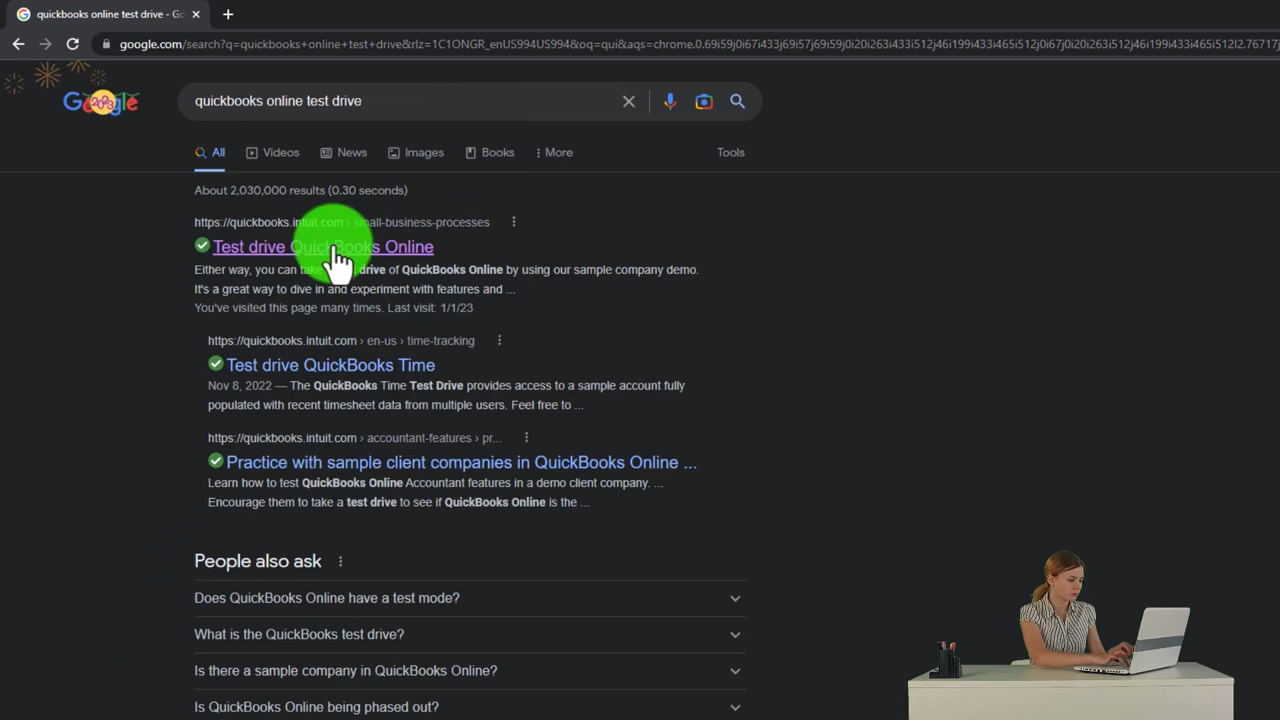 quickbooks online test drive - Go
google.com/search?q=quickbooks+online+test+drive&rlz=1C1ONGR_enUS994US994&oq=qui&aqs=chrome.0.69i59j0i67i433j69i57j69i59j0i20i263i433i512j46i199i433i465i512j0i67j0i20i263i433i512j46i199i433i465i512l2.76717j
Google
2023
quickbooks online test drive
All
Videos
News
Images
Books
More
Tools
About 2,030,000 results (0.30 seconds)
https://quickbooks.intuit.com › small-business-processes
Test drive QuickBooks Online
Either way, you can take drive of QuickBooks Online by using our sample company demo.
It's a great way to dive in and experiment with features and ...
You've visited this page many times. Last visit: 1/1/23
https://quickbooks.intuit.com › en-us › time-tracking
Test drive QuickBooks Time
Nov 8, 2022 — The QuickBooks Time Test Drive provides access to a sample account fully
populated with recent timesheet data from multiple users. Feel free to ...
https://quickbooks.intuit.com › accountant-features › pr...
Practice with sample client companies in QuickBooks Online ...
Learn how to test QuickBooks Online Accountant features in a demo client company. ...
Encourage them to take a test drive to see if QuickBooks Online is the ...
People also ask
Does QuickBooks Online have a test mode?
What is the QuickBooks test drive?
Is there a sample company in QuickBooks Online?
Is QuickBooks Online being phased out?